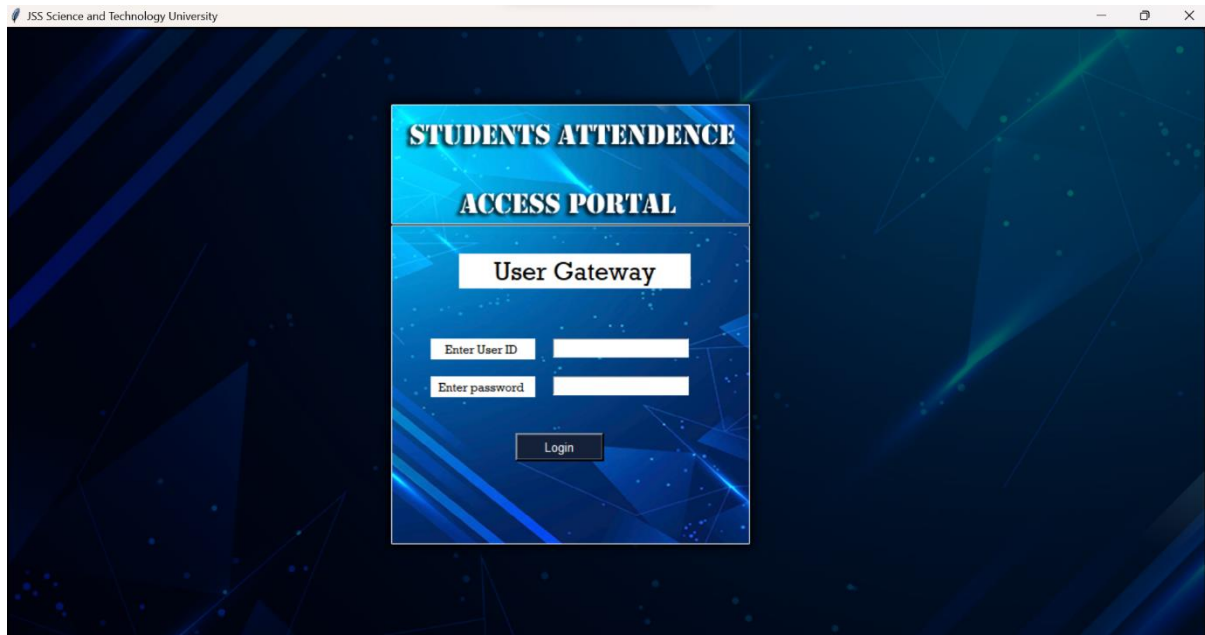 JSS Science and Technology University
STUDENTS ATTENDENCE
ACCESS PORTAL
User Gateway
Enter User ID
Enter password
Login